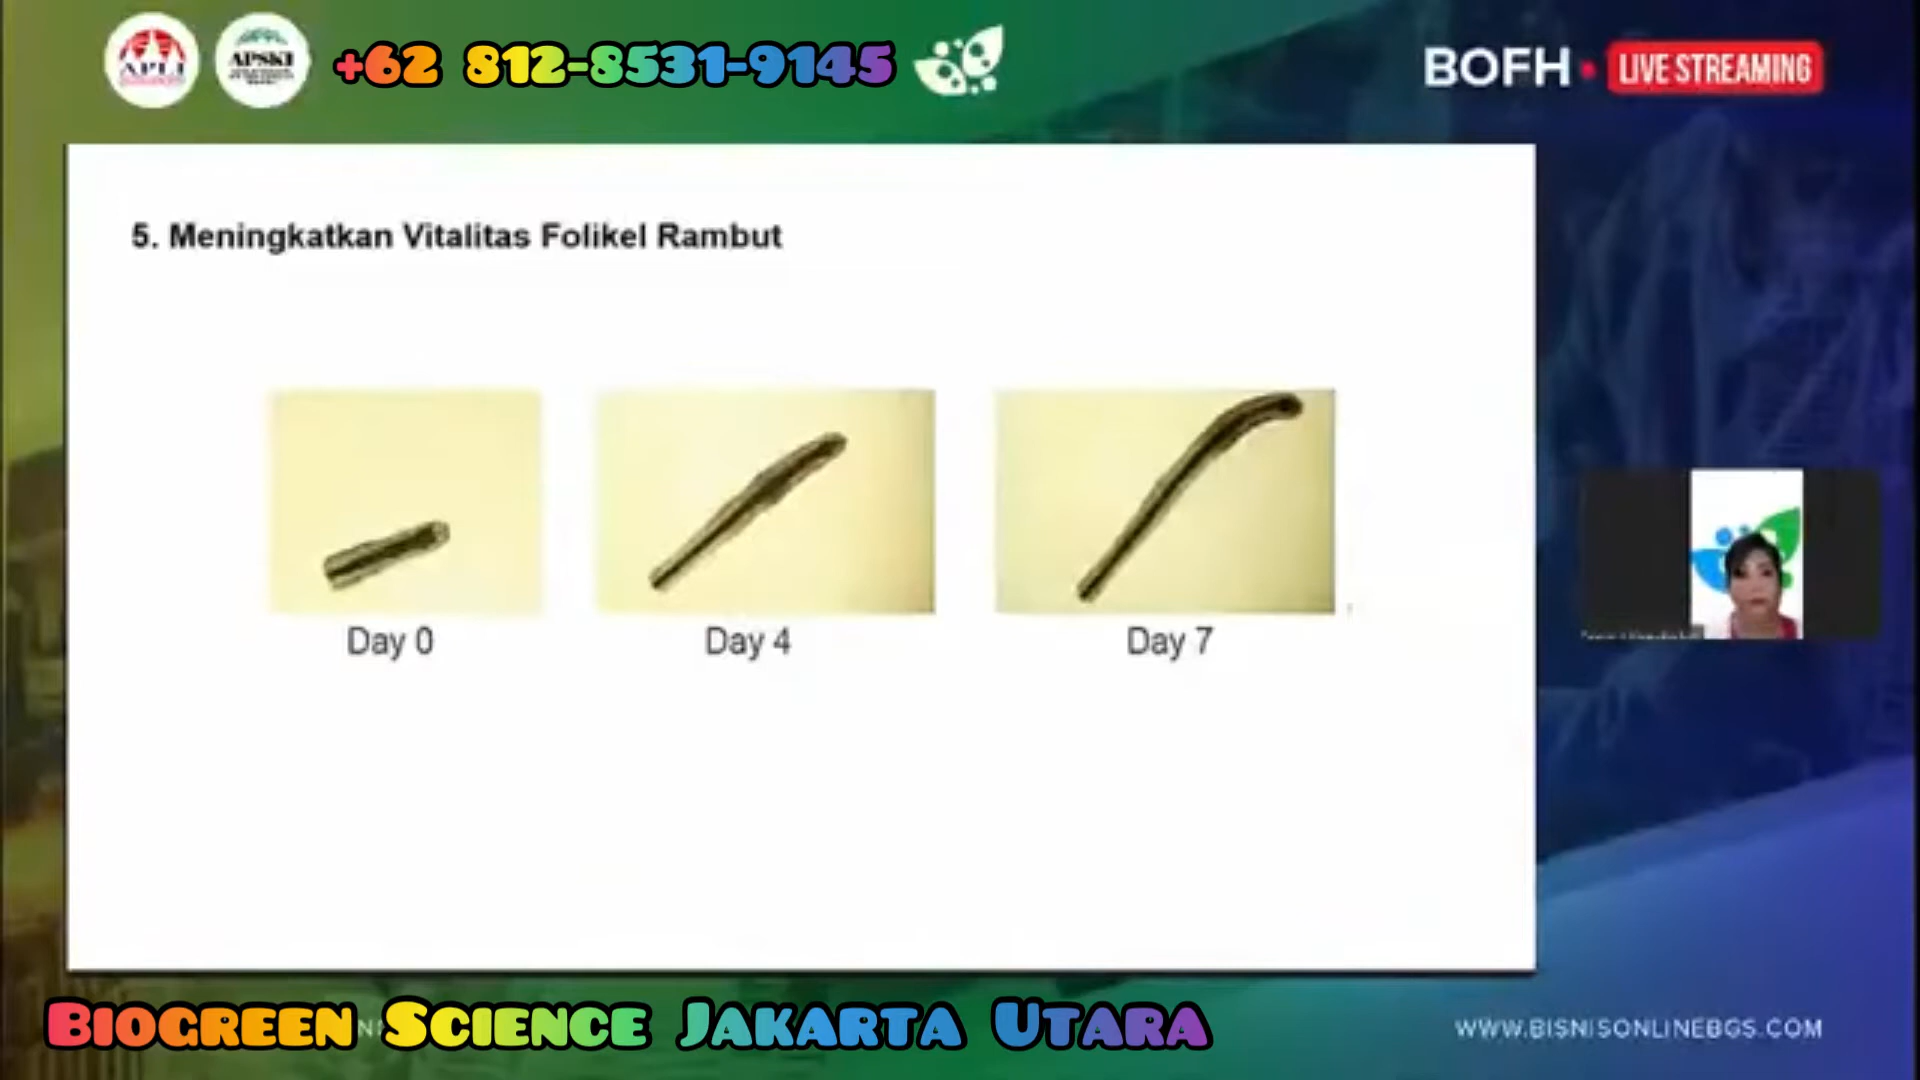 APLI
APSKI
+62 812-8531-9145
BOFH
LIVE STREAMING
5. Meningkatkan Vitalitas Folikel Rambut
Day 0
Day 4
Day 7
Biogreen Science Jakarta Utara
WWW.BISNISONLINEBGS.COM